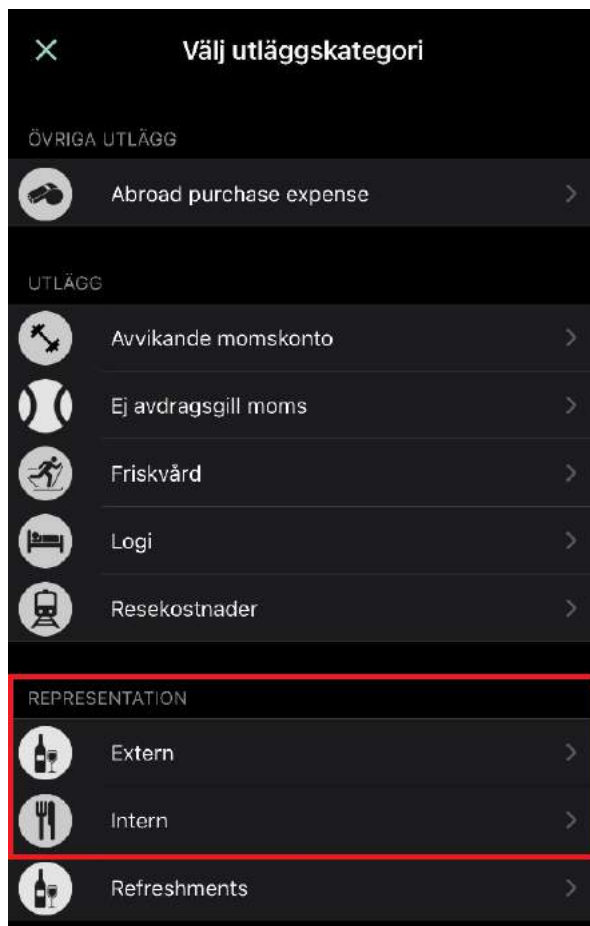 Välj utläggskategori
ÖVRIGA UTLÄGG
Abroad purchase expense
UTLÄGG
Avvikande momskonto
Ej avdragsgill moms
Friskvård
Logi
Resekostnader
REPRESENTATION
Extern
Intern
Refreshments